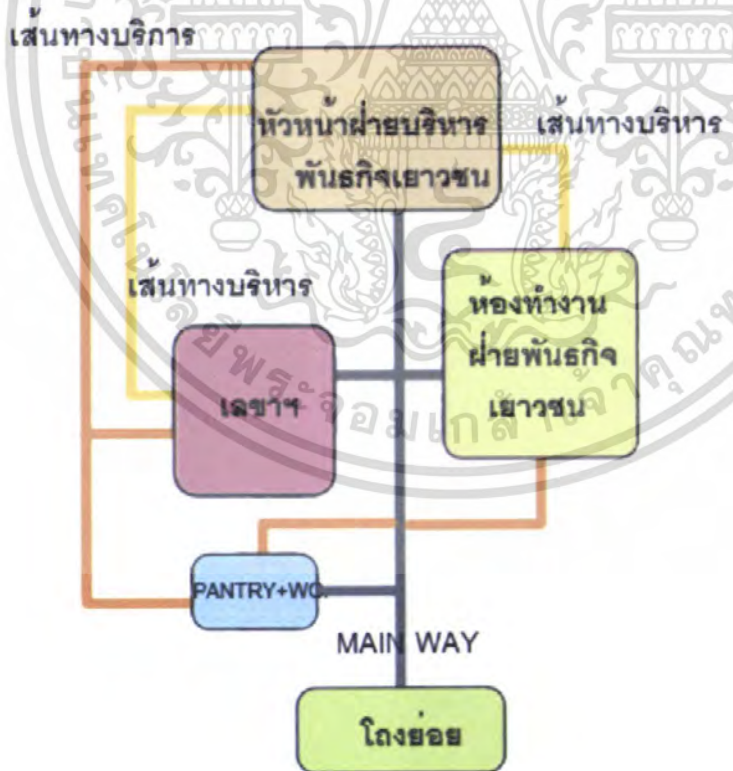 เส้นทางบริการ
หัวหน้าฝ่ายบริหาร
พันธกิจเยาวชน
เส้นทางบริหาร
เส้นทางบริหาร
ห้องทำงาน
ฝ่ายพันธกิจ
เยาวชน
เลขาฯ
PANTRY+WC.
MAIN WAY
โถงย่อย